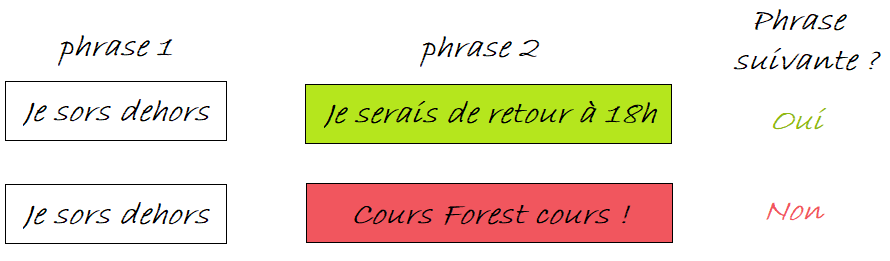 phrase 1
phrase 2
Phrase
suivante ?
Je sors dehors
Je serais de retour à 18h
Oui
Je sors dehors
Cours Forest cours !
Non